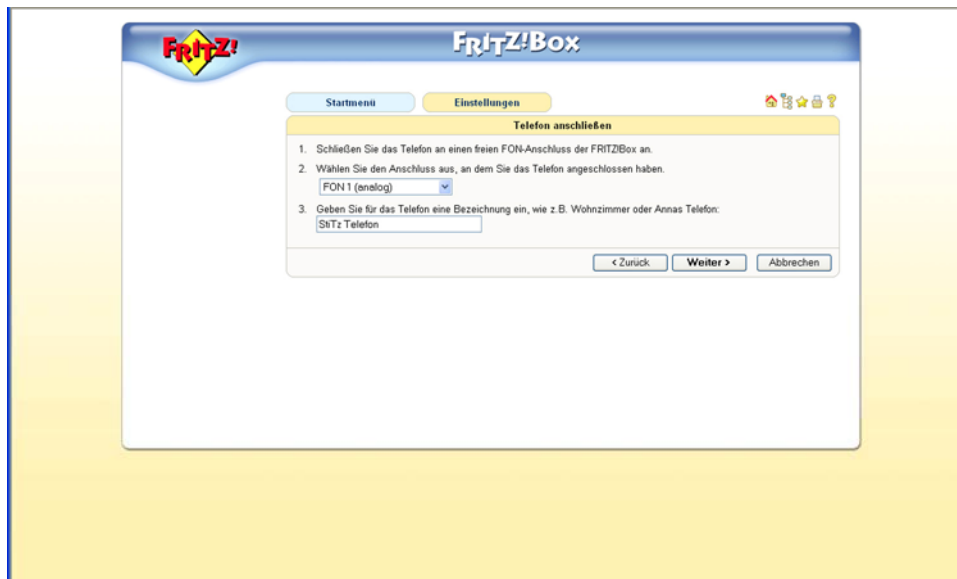 FRITZ!
FRITZ!Box
Startmenü
Einstellungen
Telefon anschließen
1. Schließen Sie das Telefon an einen freien FON-Anschluss der FRITZ!Box an.
2. Wählen Sie den Anschluss aus, an dem Sie das Telefon angeschlossen haben.
FON 1 (analog)
3. Geben Sie für das Telefon eine Bezeichnung ein, wie z.B. Wohnzimmer oder Annas Telefon:
StiTz Telefon
< Zurück
Weiter >
Abbrechen